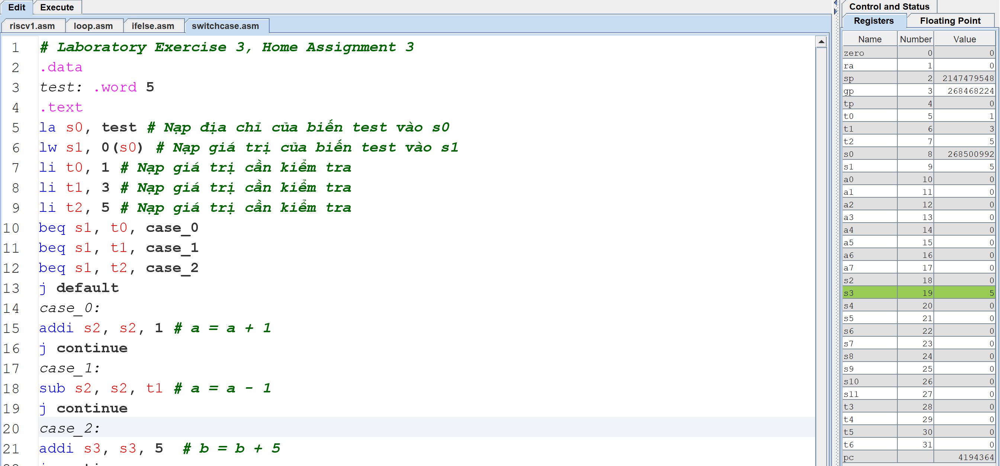 Edit Execute
riscv1.asm loop.asm ifelse.asm switchcase.asm
1 # Laboratory Exercise 3, Home Assignment 3
2 .data
3 test: .word 5
4 .text
5 la s0, test # Nạp địa chỉ của biến test vào s0
6 lw s1, 0(s0) # Nạp giá trị của biến test vào s1
7 li t0, 1 # Nạp giá trị cần kiểm tra
8 li t1, 3 # Nạp giá trị cần kiểm tra
9 li t2, 5 # Nạp giá trị cần kiểm tra
10 beq s1, t0, case_0
11 beq s1, t1, case_1
12 beq s1, t2, case_2
13 j default
14 case_0:
15 addi s2, s2, 1 # a = a + 1
16 j continue
17 case_1:
18 sub s2, s2, t1 # a = a - 1
19 j continue
20 case_2:
21 addi s3, s3, 5  # b = b + 5
Control and Status
Registers Floating Point
Name Number Value
zero 0 0
ra 1 0
sp 2 2147479548
gp 3 268468224
tp 4 0
t0 5 1
t1 6 3
t2 7 5
s0 8 268500992
s1 9 5
a0 10 0
a1 11 0
a2 12 0
a3 13 0
a4 14 0
a5 15 0
a6 16 0
a7 17 0
s2 18 0
s3 19 5
s4 20 0
s5 21 0
s6 22 0
s7 23 0
s8 24 0
s9 25 0
s10 26 0
s11 27 0
t3 28 0
t4 29 0
t5 30 0
t6 31 0
pc 4194364